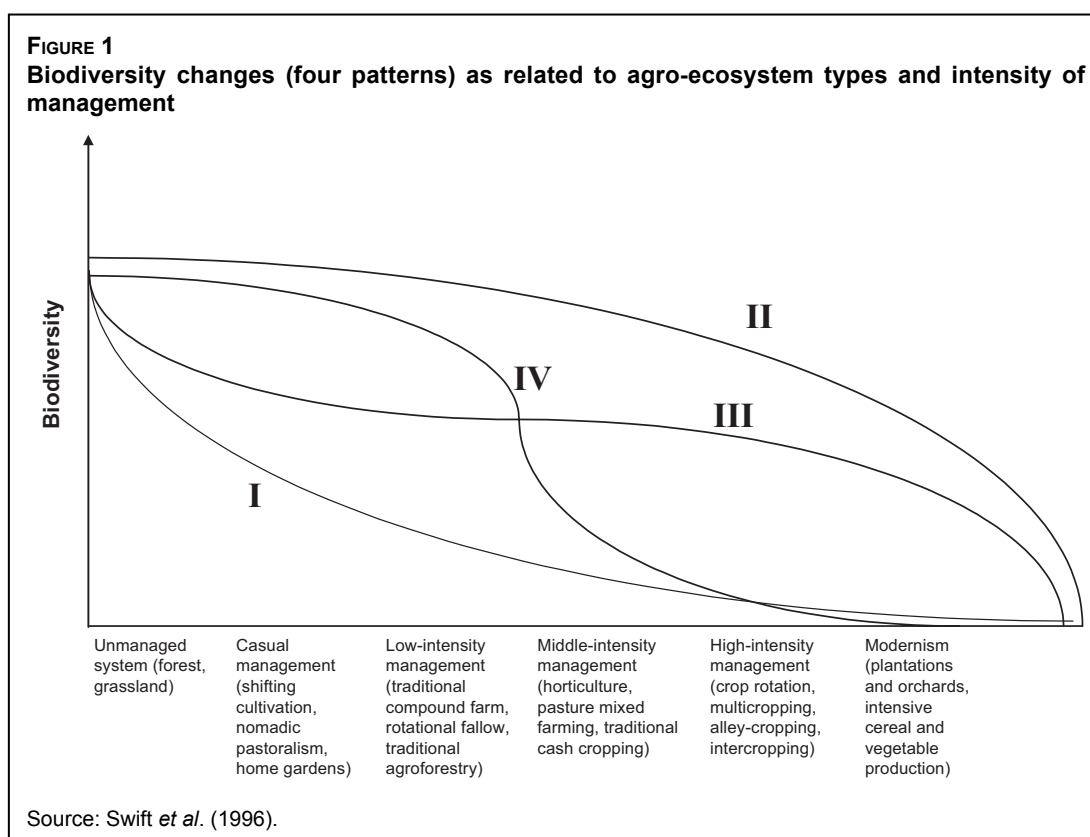 FIGURE 1
Biodiversity changes (four patterns) as related to agro-ecosystem types and intensity of
management
Biodiversity
II
IV
III
I
Unmanaged
system (forest,
grassland)
Casual
management
(shifting
cultivation,
nomadic
pastoralism,
home gardens)
Low-intensity
management
(traditional
compound farm,
rotational fallow,
traditional
agroforestry)
Middle-intensity
management
(horticulture,
pasture mixed
farming, traditional
cash cropping)
High-intensity
management
(crop rotation,
multicropping,
alley-cropping,
intercropping)
Modernism
(plantations
and orchards,
intensive
cereal and
vegetable
production)
Source: Swift et al. (1996).